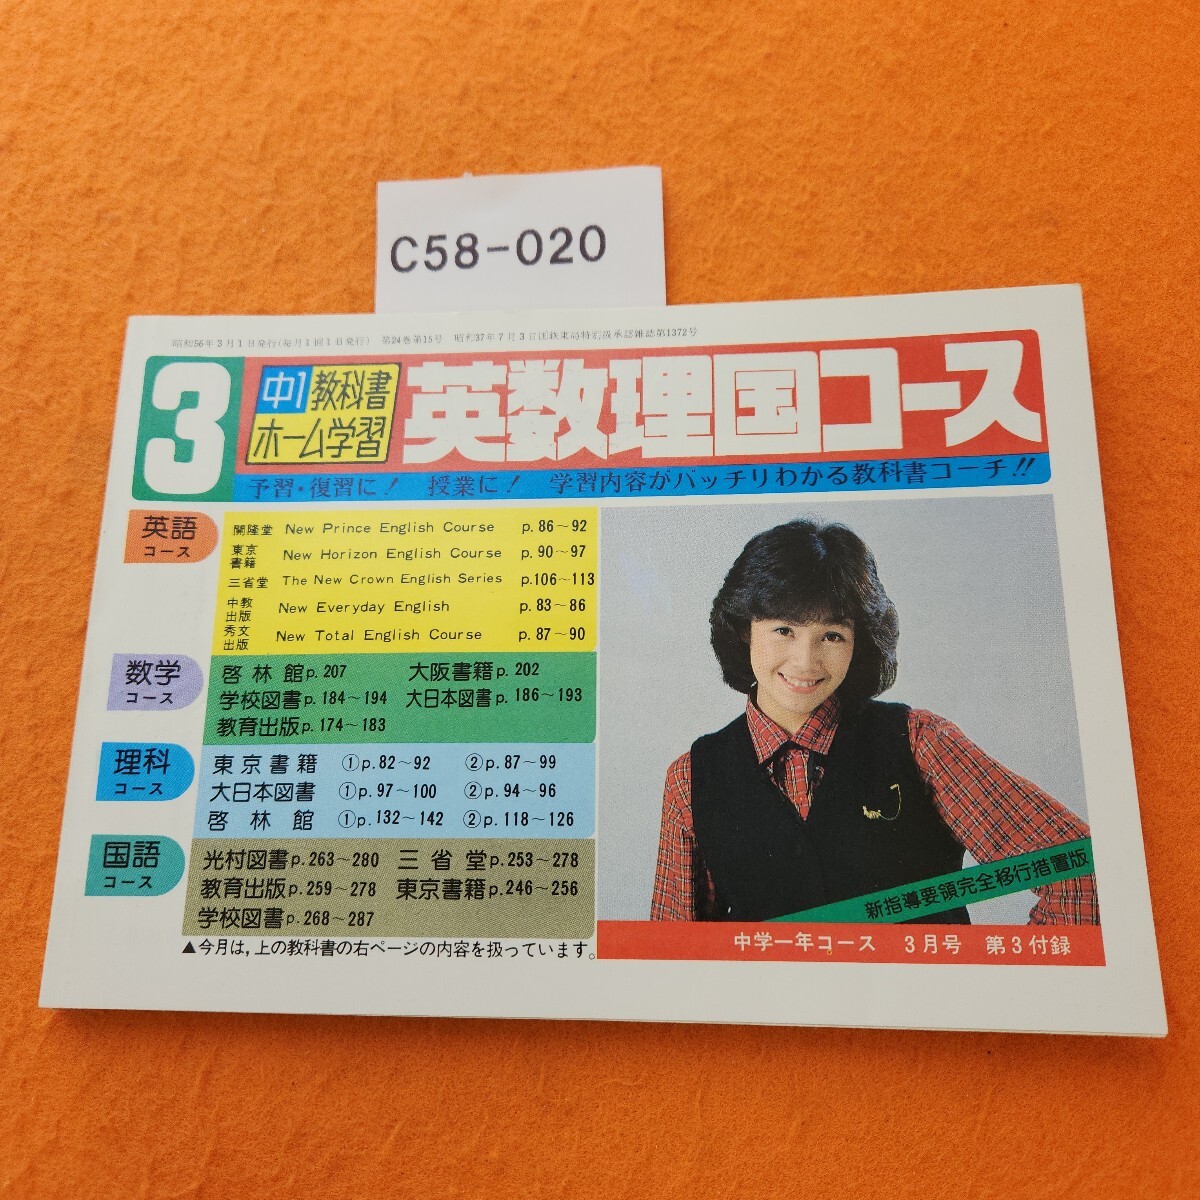 C58-020
昭和56年3月1日発行(毎月1回1日発行) 第24巻第15号 昭和37年7月3日国鉄東局特別扱承認雑誌第1372号
3
中1 教科書
ホーム学習
英数理国コース
予習・復習に! 授業に! 学習内容がバッチリわかる教科書コーチ!!
英語
コース
開隆堂 New Prince English Course p. 86～92
東京書籍 New Horizon English Course p. 90～97
三省堂 The New Crown English Series p.106～113
中教出版 New Everyday English p. 83～86
秀文出版 New Total English Course p. 87～90
数学
コース
啓林館 p. 207 大阪書籍 p. 202
学校図書 p. 184～194 大日本図書 p. 186～193
教育出版 p. 174～183
理科
コース
東京書籍 ①p. 82～92 ②p. 87～99
大日本図書 ①p. 97～100 ②p. 94～96
啓林館 ①p. 132～142 ②p. 118～126
国語
コース
光村図書 p. 263～280 三省堂 p. 253～278
教育出版 p. 259～278 東京書籍 p. 246～256
学校図書 p. 268～287
▲今月は,上の教科書の右ページの内容を扱っています。
新指導要領完全移行措置版
中学一年コース 3月号 第3付録